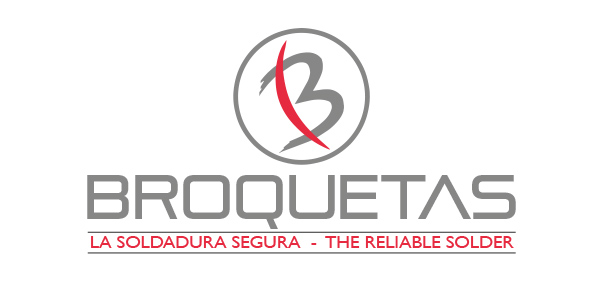 B
BROQUETAS
LA SOLDADURA SEGURA - THE RELIABLE SOLDER